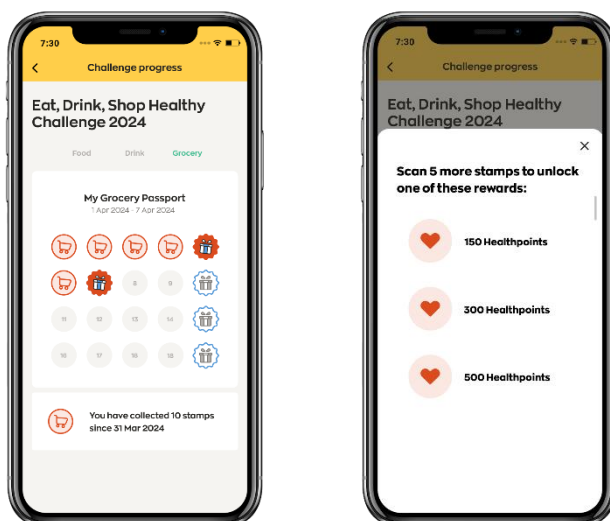 7:30
Challenge progress
Eat, Drink, Shop Healthy
Challenge 2024
Food Drink Grocery
My Grocery Passport
1 Apr 2024 - 7 Apr 2024
8 9
11 12 13 14
16 17 18
You have collected 10 stamps
since 31 Mar 2024
7:30
Challenge progress
Eat, Drink, Shop Healthy
Challenge 2024
Scan 5 more stamps to unlock
one of these rewards:
150 Healthpoints
300 Healthpoints
500 Healthpoints